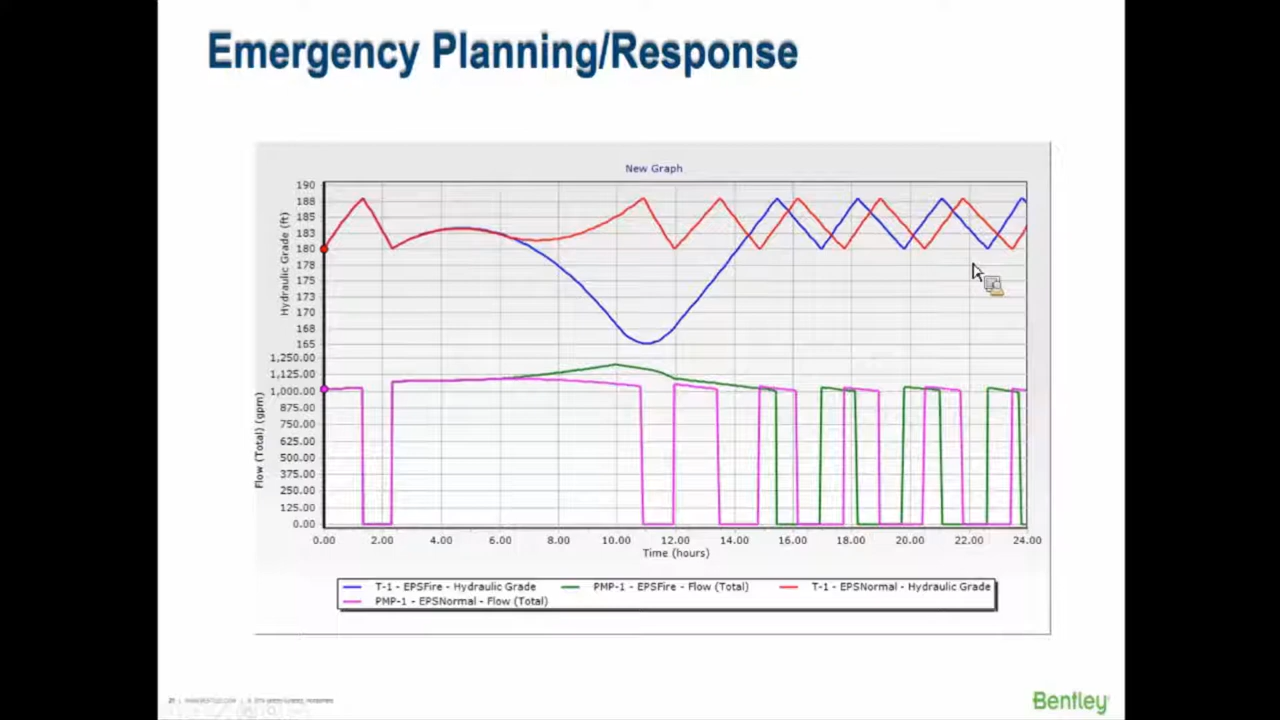 Emergency Planning/Response
New Graph
190
188
185
183
180
178
175
173
170
168
165
Hydraulic Grade (ft)
1,250.00
1,125.00
1,000.00
875.00
750.00
625.00
500.00
375.00
250.00
125.00
0.00
Flow (Total) (gpm)
0.00 2.00 4.00 6.00 8.00 10.00 12.00 14.00 16.00 18.00 20.00 22.00 24.00
Time (hours)
T-1 - EPSFire - Hydraulic Grade PMP-1 - EPSFire - Flow (Total) T-1 - EPSNormal - Hydraulic Grade
PMP-1 - EPSNormal - Flow (Total)
Bentley